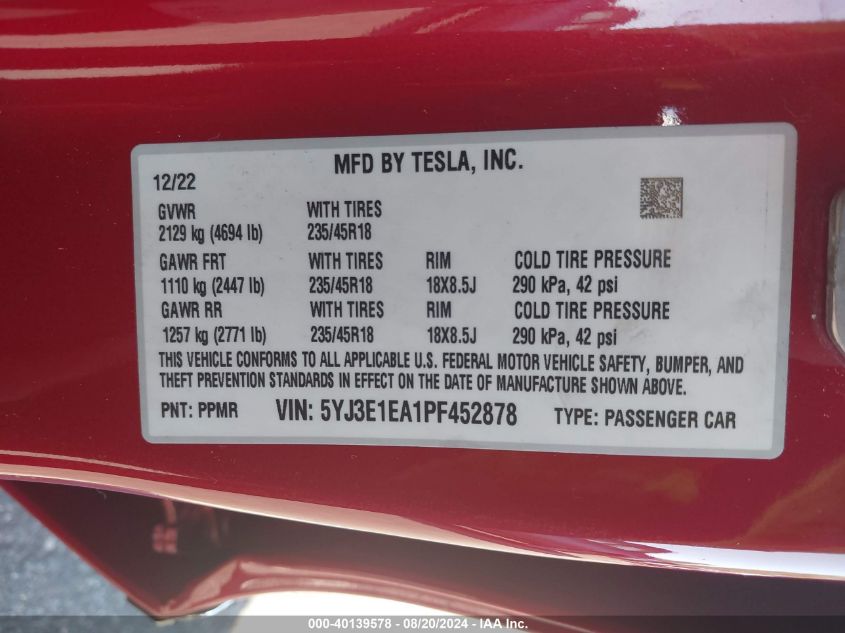 MFD BY TESLA, INC.
12/22
GVWR WITH TIRES
2129 kg (4694 lb) 235/45R18
GAWR FRT WITH TIRES RIM COLD TIRE PRESSURE
1110 kg (2447 lb) 235/45R18 18X8.5J 290 kPa, 42 psi
GAWR RR WITH TIRES RIM COLD TIRE PRESSURE
1257 kg (2771 lb) 235/45R18 18X8.5J 290 kPa, 42 psi
THIS VEHICLE CONFORMS TO ALL APPLICABLE U.S. FEDERAL MOTOR VEHICLE SAFETY, BUMPER, AND
THEFT PREVENTION STANDARDS IN EFFECT ON THE DATE OF MANUFACTURE SHOWN ABOVE.
PNT: PPMR VIN: 5YJ3E1EA1PF452878 TYPE: PASSENGER CAR
000-40139578 - 08/20/2024 - IAA Inc.